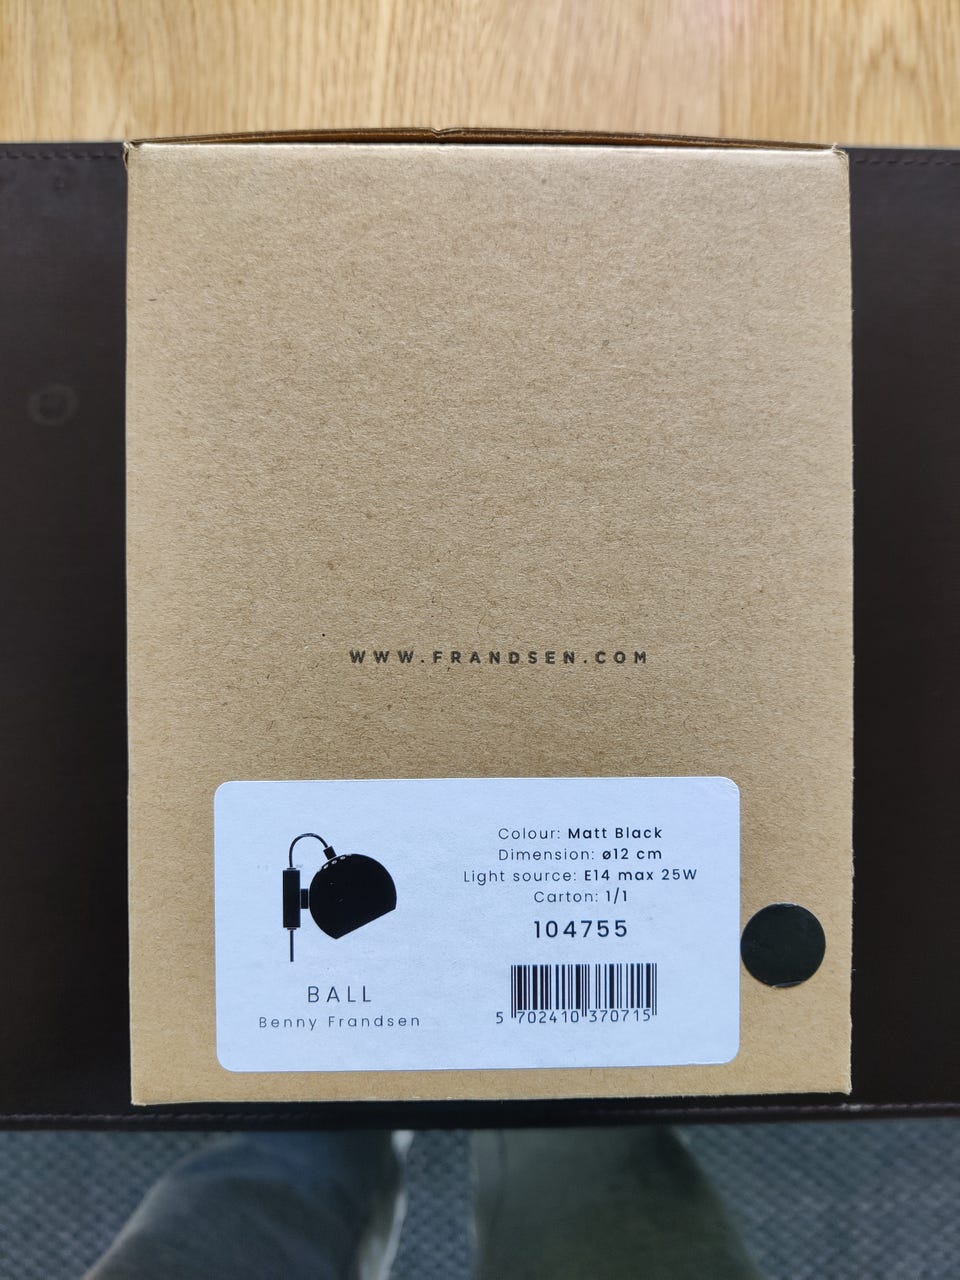 WWW.FRANDSEN.COM
Colour: Matt Black
Dimension: ø12 cm
Light source: E14 max 25W
Carton: 1/1
104755
5 702410 370715
BALL
Benny Frandsen